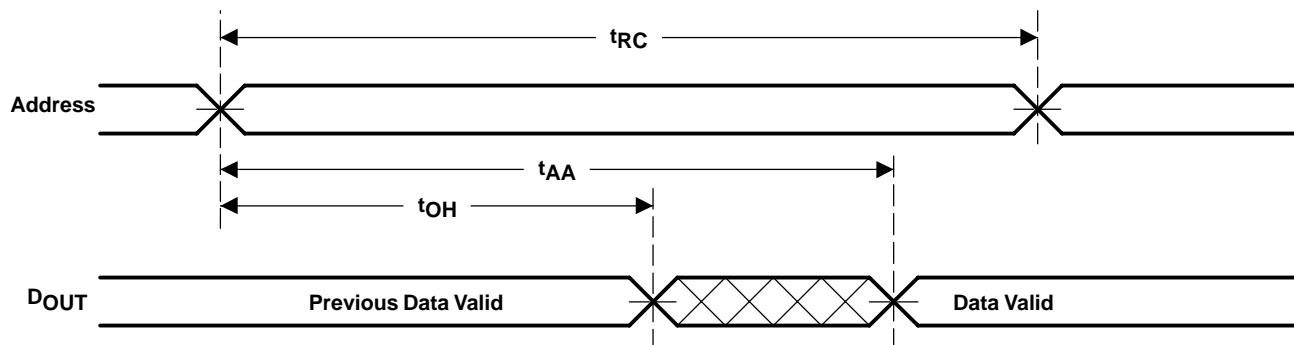 tRC
Address
tAA
tOH
DOUT
Previous Data Valid
Data Valid